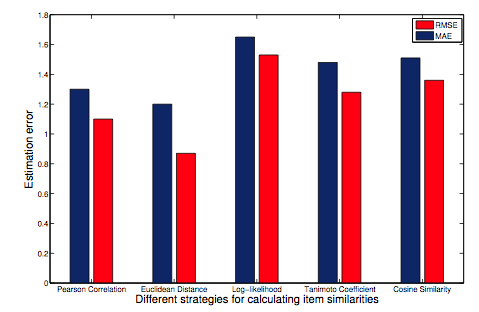 1.8
1.6
1.4
1.2
1
0.8
0.6
0.4
0.2
0
Estimation error
RMSE
MAE
Pearson Correlation Euclidean Distance Log-likelihood Tanimoto Coefficient Cosine Similarity
Different strategies for calculating item similarities